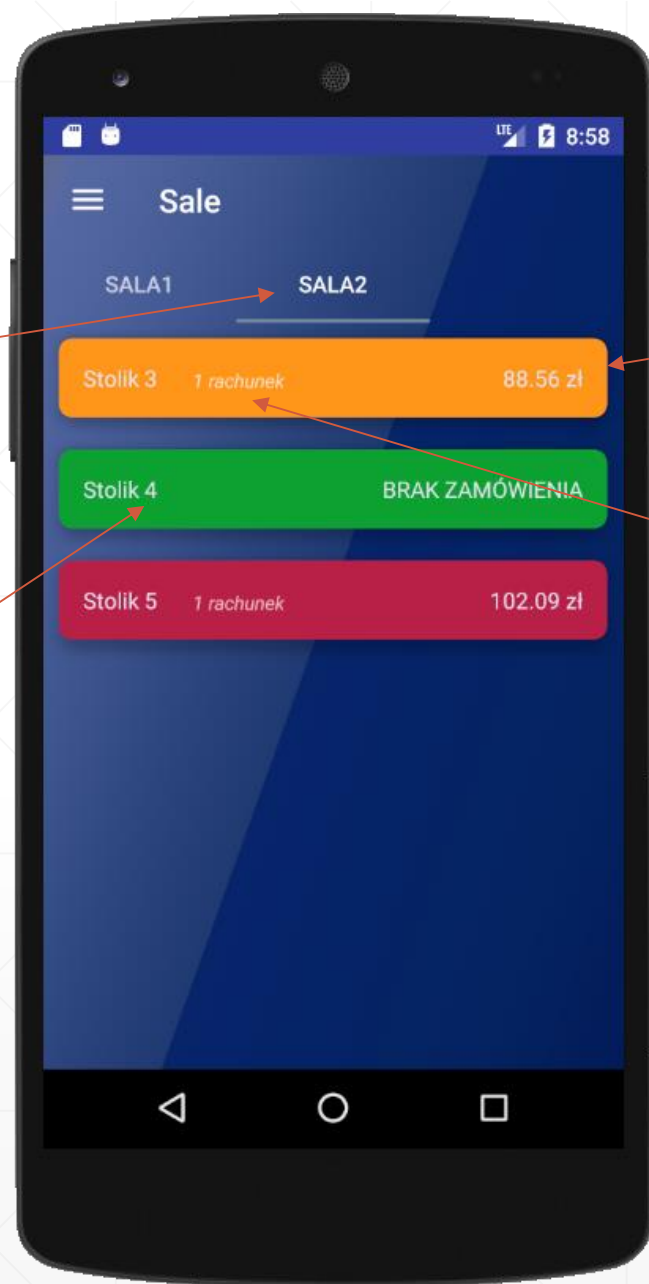 LTE 8:58
Sale
SALA1 SALA2
Stolik 3 1 rachunek 88.56 zł
Stolik 4 BRAK ZAMÓWIENIA
Stolik 5 1 rachunek 102.09 zł